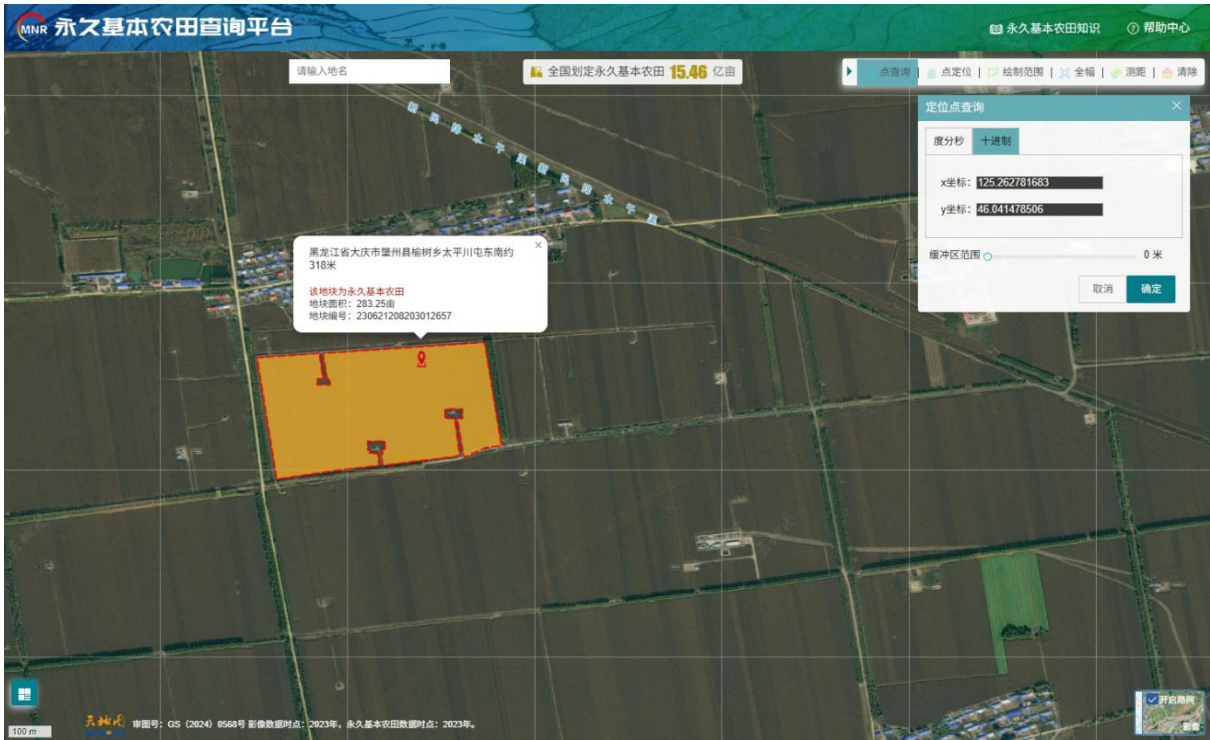 MNR 永久基本农田查询平台
永久基本农田知识
帮助中心
请输入地名
全国划定永久基本农田 15.46 亿亩
点查询 | 点定位 | 绘制范围 | 全幅 | 测距 | 清除
定位点查询
度分秒 十进制
x坐标: 125.262781683
y坐标: 46.041478506
缓冲区范围 0 米
取消 确定
黑龙江省大庆市肇州县榆树乡太平川屯东南约
318米
该地块为永久基本农田
地块面积: 283.25亩
地块编号: 230621208203012657
100 m
天地图
审图号: GS (2024) 0568号 影像数据时点: 2023年, 永久基本农田数据时点: 2023年。
开启路网
影像